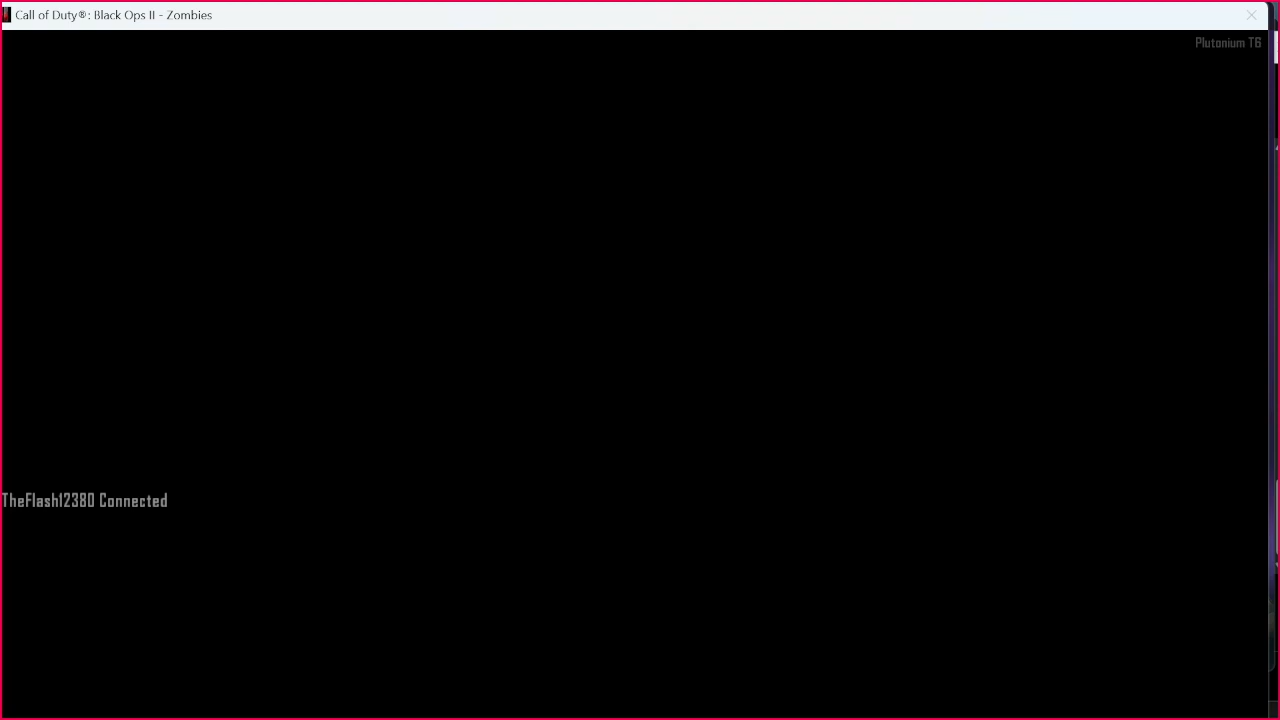 Call of Duty®: Black Ops II - Zombies
Plutonium T6
TheFlash12380 Connected